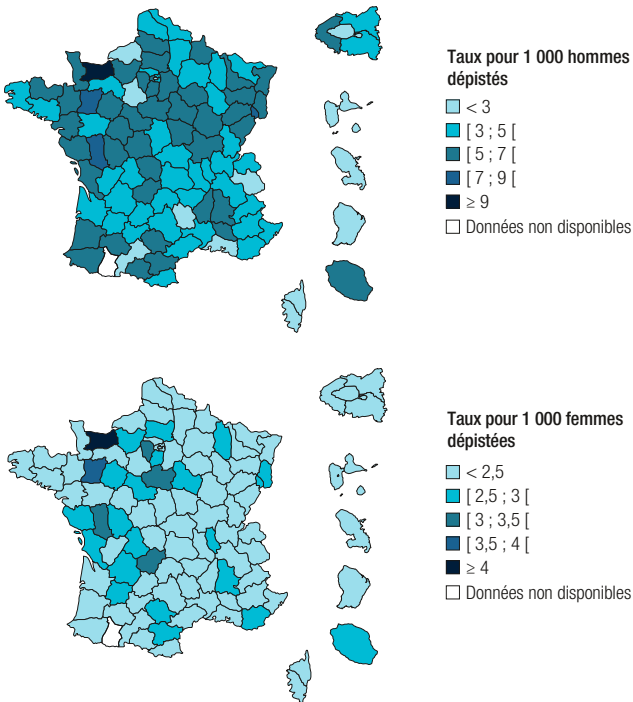 Taux pour 1 000 hommes
dépistés
< 3
[ 3 ; 5 [
[ 5 ; 7 [
[ 7 ; 9 [
≥ 9
Données non disponibles
Taux pour 1 000 femmes
dépistées
< 2,5
[ 2,5 ; 3 [
[ 3 ; 3,5 [
[ 3,5 ; 4 [
≥ 4
Données non disponibles